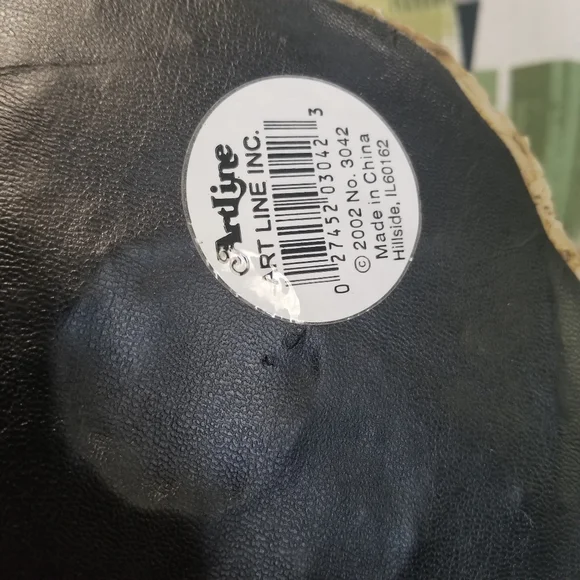 ArtLine
ART LINE INC.
0 27452 03042 3
© 2002 No. 3042
Made in China
Hillside, IL60162